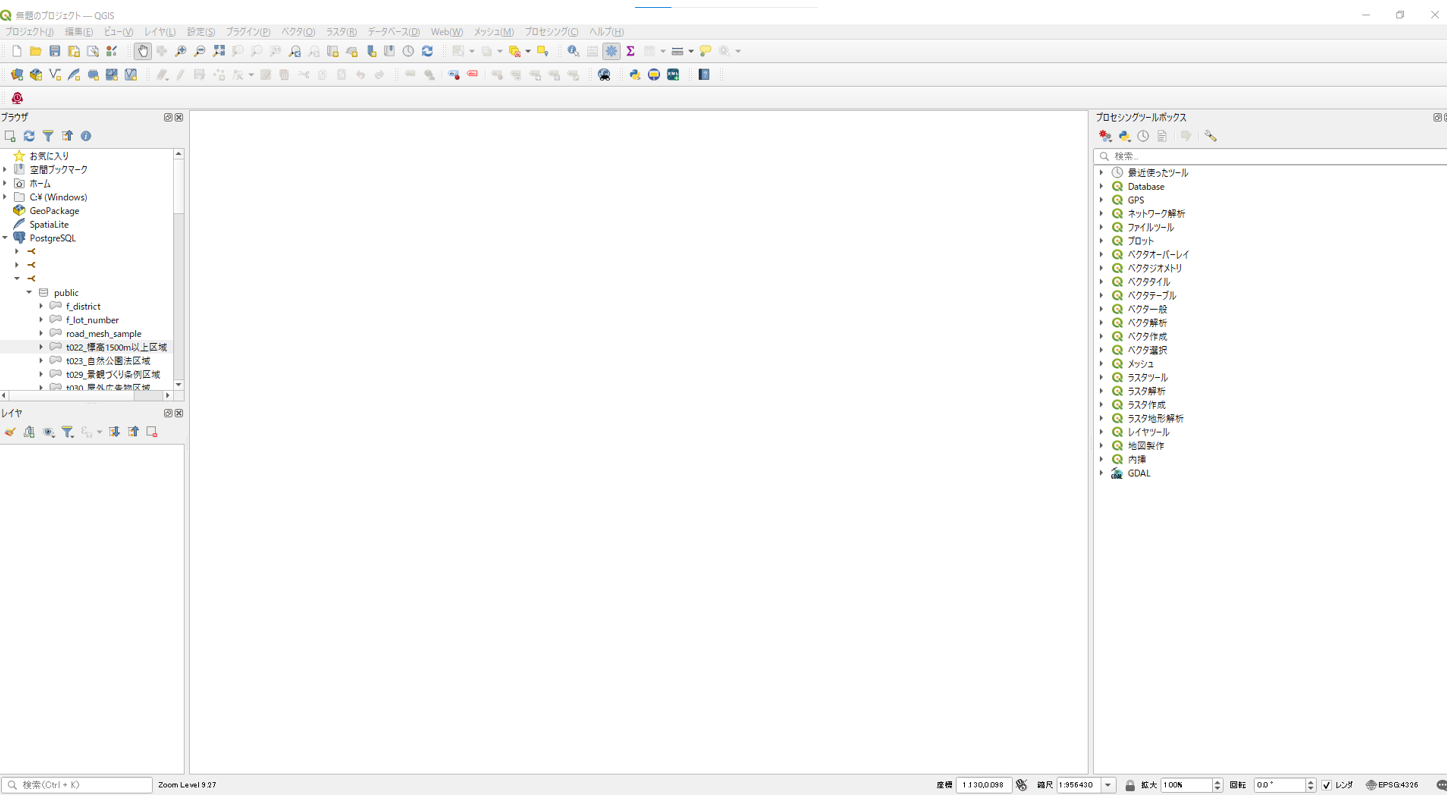 無題のプロジェクト — QGIS
プロジェクト(J) 編集(E) ビュー(V) レイヤ(L) 設定(S) プラグイン(P) ベクタ(O) ラスタ(R) データベース(D) Web(W) メッシュ(M) プロセシング(C) ヘルプ(H)
ブラウザ
お気に入り
空間ブックマーク
ホーム
C:¥ (Windows)
GeoPackage
SpatiaLite
PostgreSQL
public
f_district
f_lot_number
road_mesh_sample
t022_標高1500m以上区域
t023_自然公園法区域
t029_景観づくり条例区域
t030_屋外広告物区域
レイヤ
プロセシングツールボックス
検索...
最近使ったツール
Database
GPS
ネットワーク解析
ファイルツール
プロット
ベクタオーバーレイ
ベクタジオメトリ
ベクタタイル
ベクタテーブル
ベクタ一般
ベクタ解析
ベクタ作成
ベクタ選択
メッシュ
ラスタツール
ラスタ解析
ラスタ作成
ラスタ地形解析
レイヤツール
地図製作
内挿
GDAL
検索(Ctrl + K) Zoom Level 9.27 座標 1.130,0.098 縮尺 1:956430 拡大 100% 回転 0.0 ° レンダ EPSG:4326